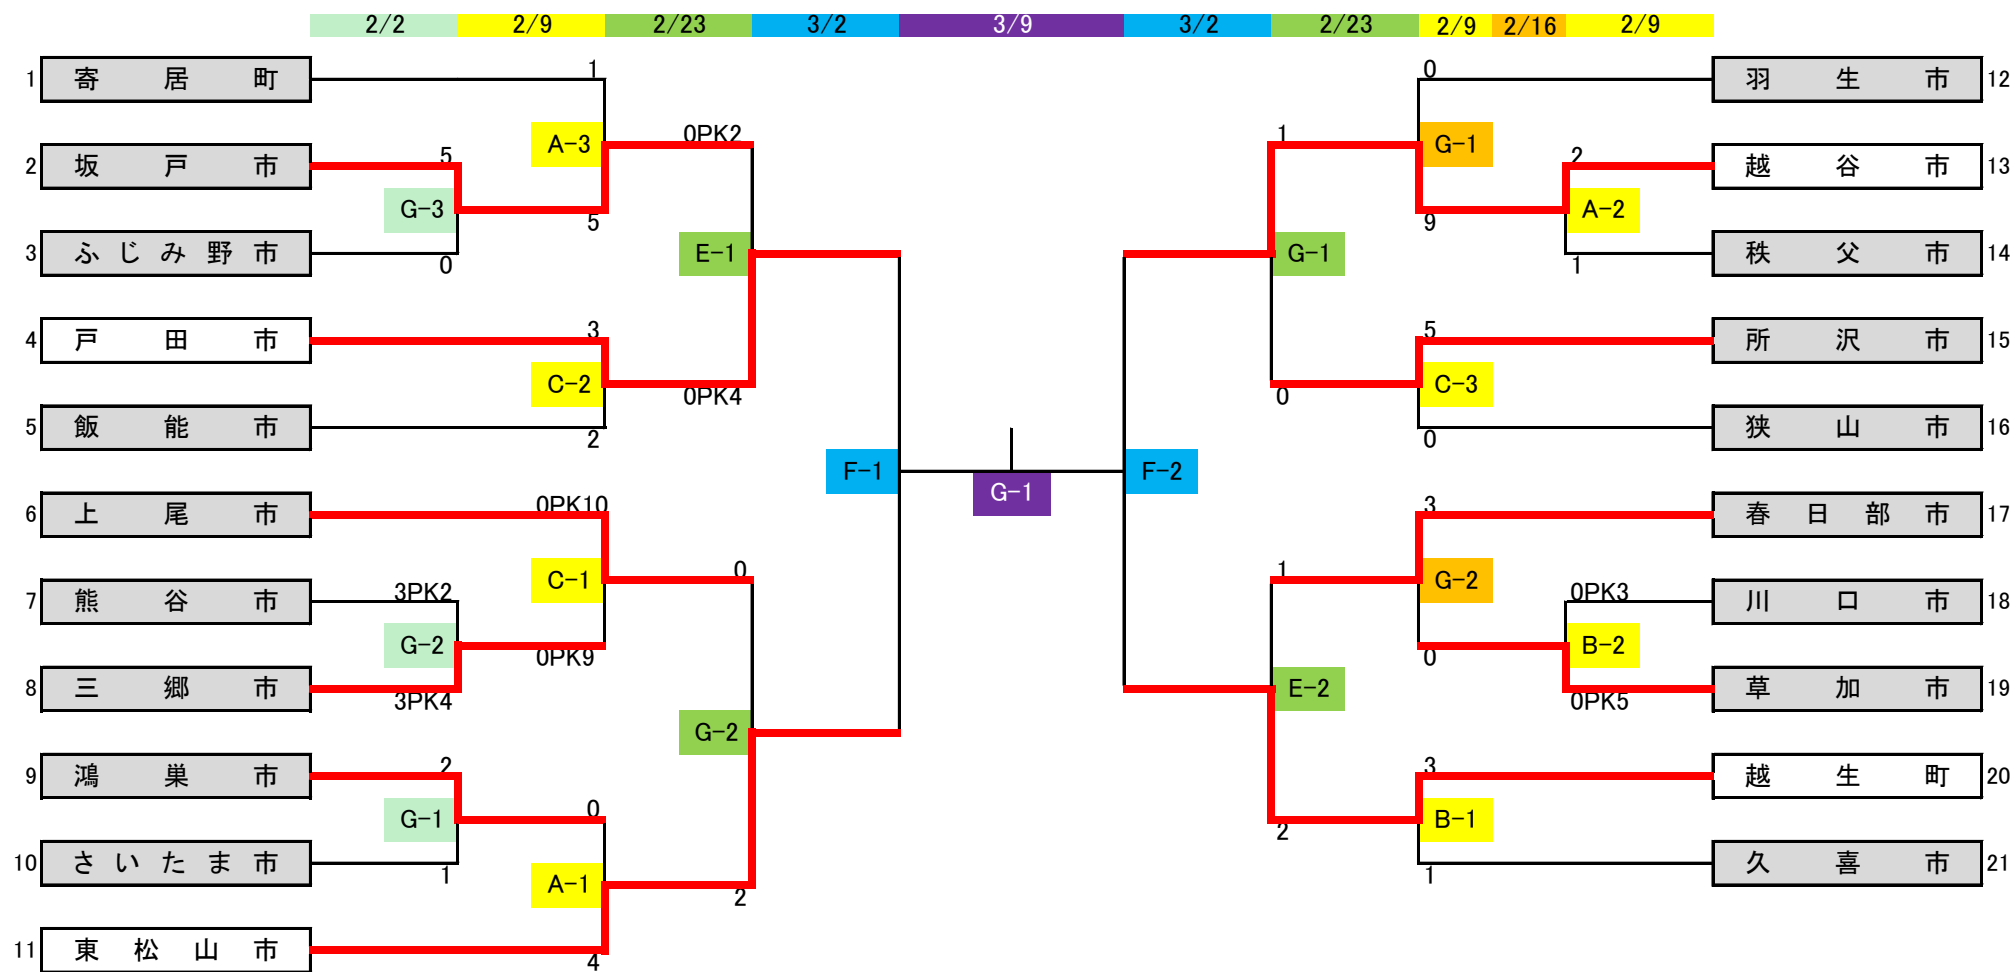 2/2 2/9 2/23 3/2 3/9 3/2 2/23 2/9 2/16 2/9
1 寄居町 1 0 羽生市 12
A-3 0PK2 1 G-1
2 坂戸市 5 2 越谷市 13
G-3 5 9 A-2
3 ふじみ野市 0 E-1 G-1 1 秩父市 14
4 戸田市 3 5 所沢市 15
C-2 0PK4 0 C-3
5 飯能市 2 0 狭山市 16
F-1 G-1 F-2
6 上尾市 0PK10 3 春日部市 17
C-1 0 1 G-2
7 熊谷市 3PK2 0PK3 川口市 18
G-2 0PK9 0 B-2
8 三郷市 3PK4 E-2 0PK5 草加市 19
G-2
9 鴻巣市 2 3 越生町 20
G-1 0 2 B-1
10 さいたま市 1 1 久喜市 21
A-1 2
11 東松山市 4